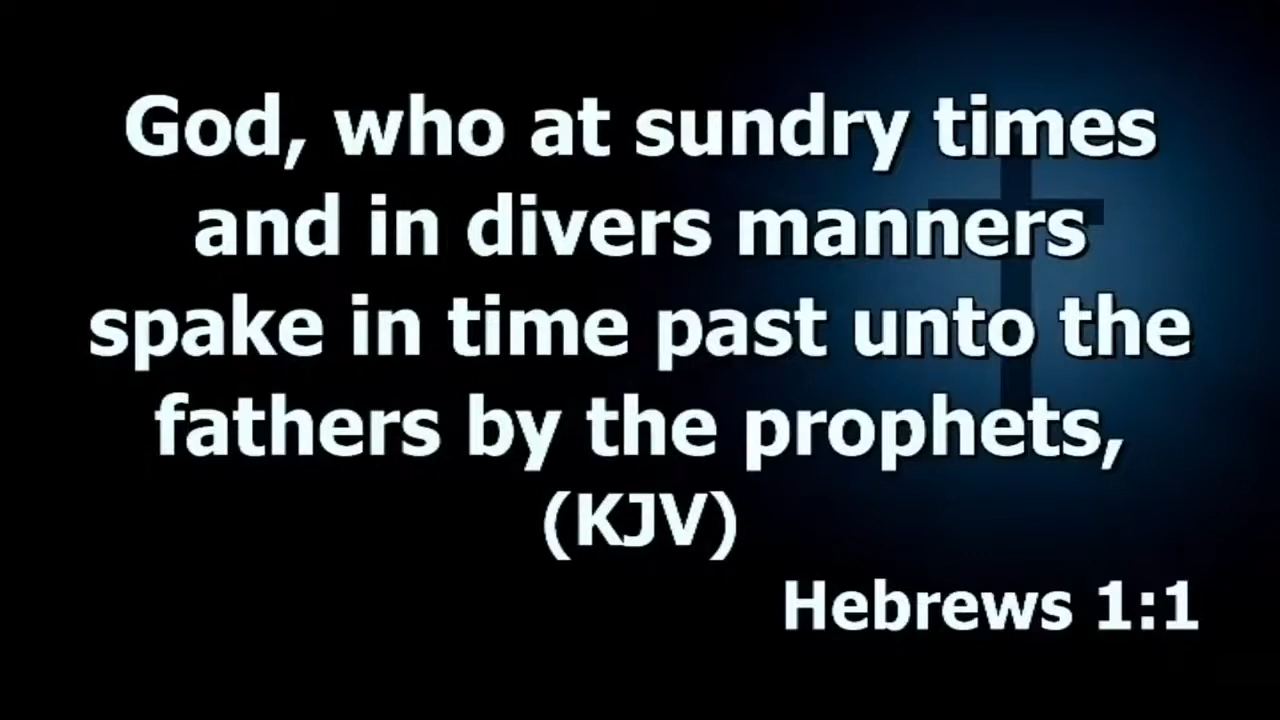 God, who at sundry times
and in divers manners
spake in time past unto the
fathers by the prophets,
(KJV)
Hebrews 1:1